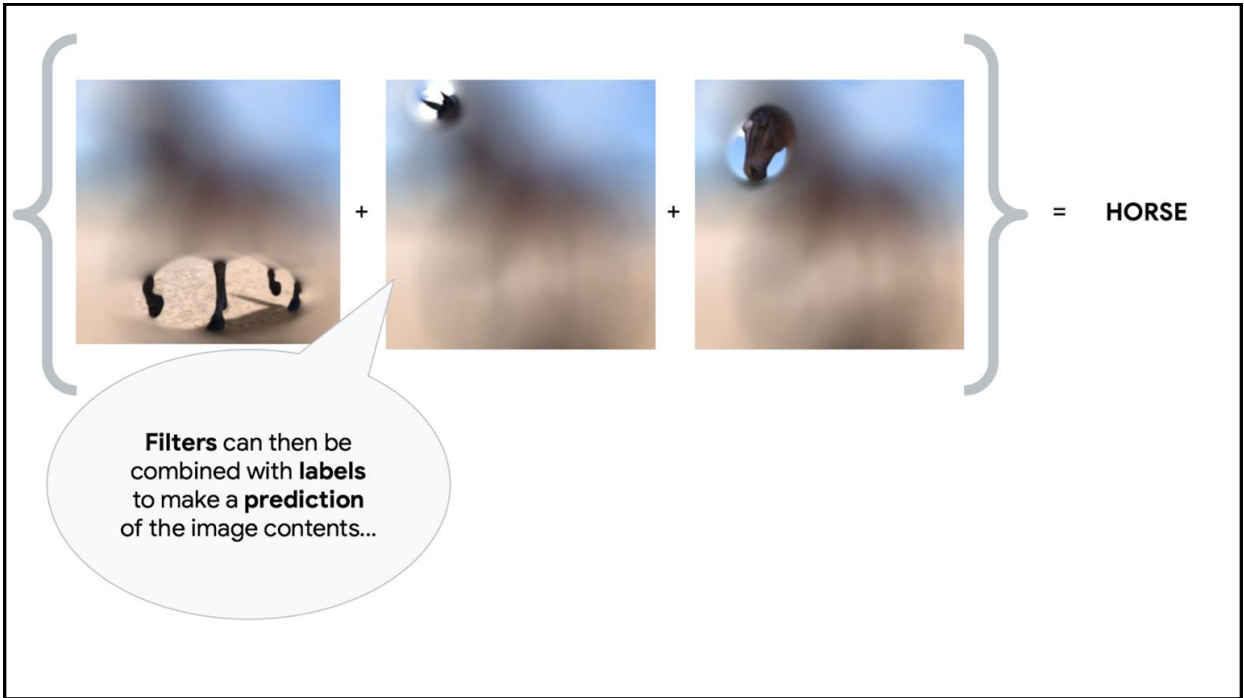 + + = HORSE
Filters can then be
combined with labels
to make a prediction
of the image contents...